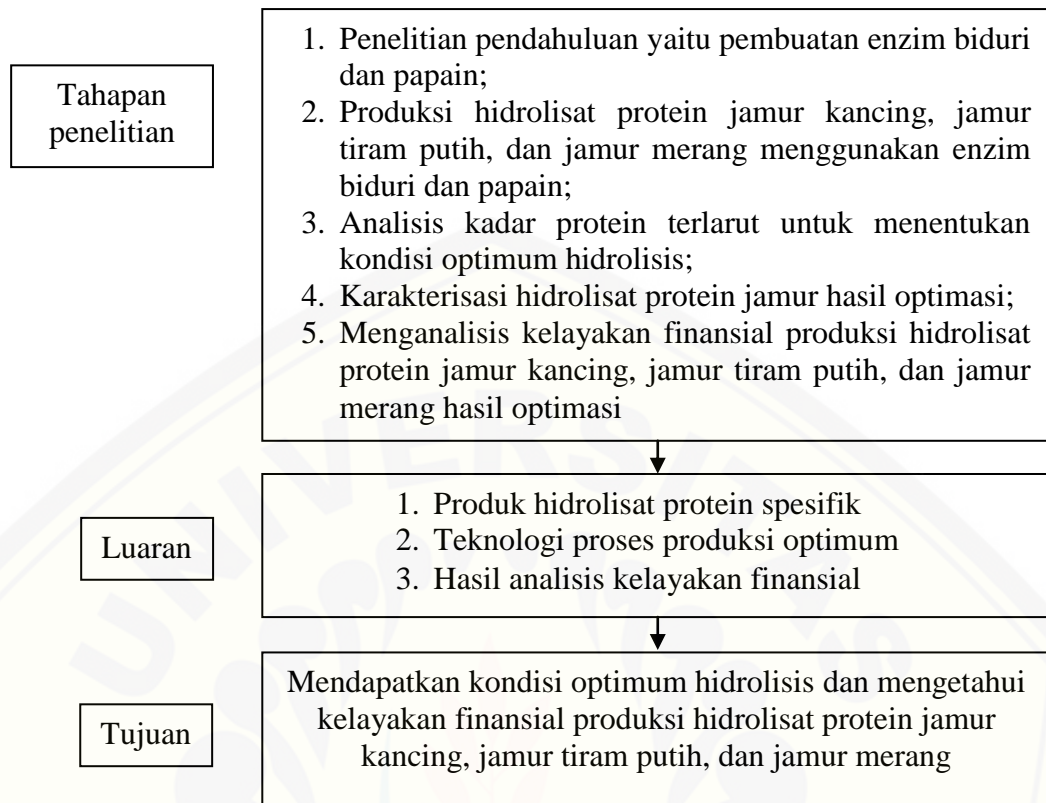 Tahapan
penelitian
1. Penelitian pendahuluan yaitu pembuatan enzim biduri
dan papain;
2. Produksi hidrolisat protein jamur kancing, jamur
tiram putih, dan jamur merang menggunakan enzim
biduri dan papain;
3. Analisis kadar protein terlarut untuk menentukan
kondisi optimum hidrolisis;
4. Karakterisasi hidrolisat protein jamur hasil optimasi;
5. Menganalisis kelayakan finansial produksi hidrolisat
protein jamur kancing, jamur tiram putih, dan jamur
merang hasil optimasi
Luaran
1. Produk hidrolisat protein spesifik
2. Teknologi proses produksi optimum
3. Hasil analisis kelayakan finansial
Tujuan
Mendapatkan kondisi optimum hidrolisis dan mengetahui
kelayakan finansial produksi hidrolisat protein jamur
kancing, jamur tiram putih, dan jamur merang
UNIVERSITAS